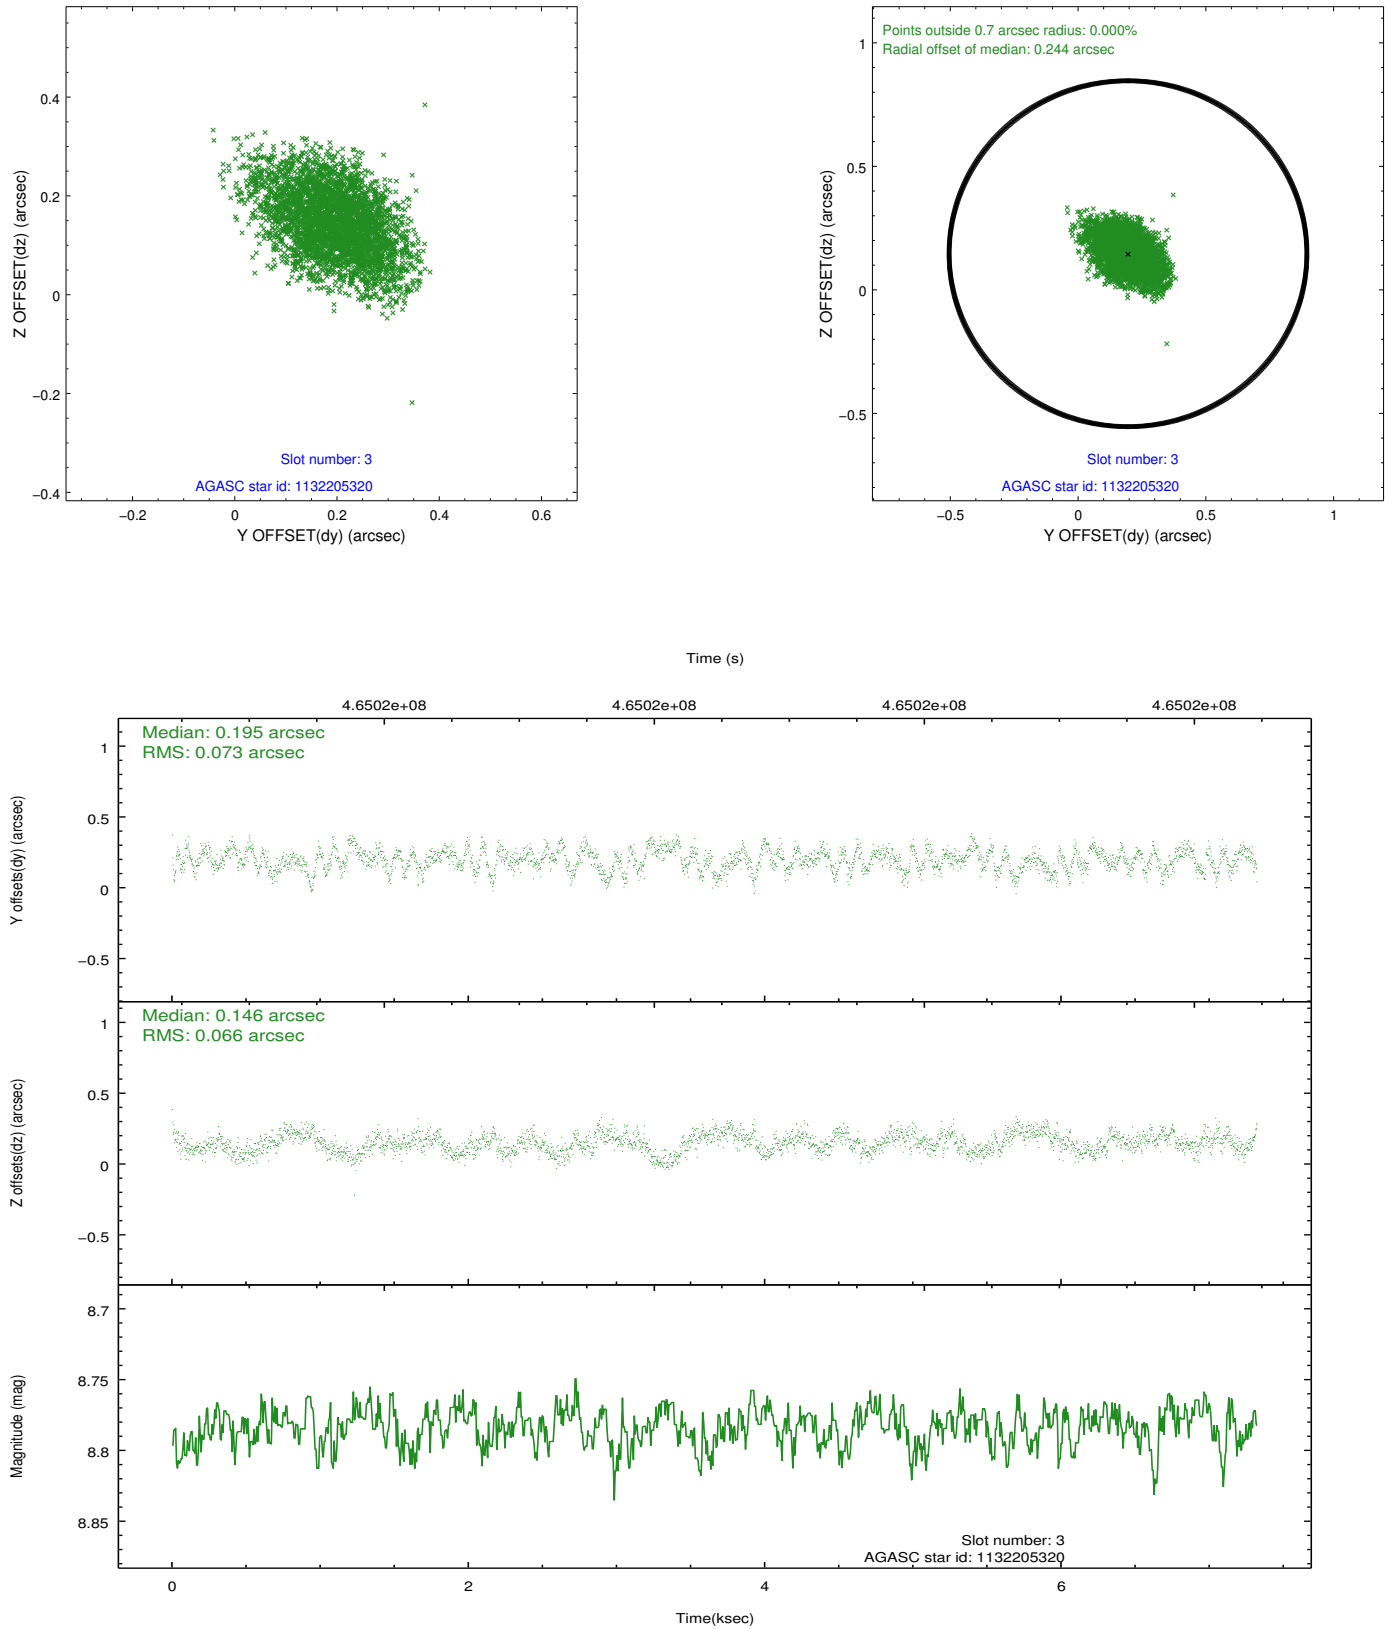 0.4
0.2
0
−0.2
−0.4
Z OFFSET(dz) (arcsec)
Slot number: 3
AGASC star id: 1132205320
−0.2 0 0.2 0.4 0.6
Y OFFSET(dy) (arcsec)
Points outside 0.7 arcsec radius: 0.000%
Radial offset of median: 0.244 arcsec
1
0.5
0
−0.5
Z OFFSET(dz) (arcsec)
Slot number: 3
AGASC star id: 1132205320
−0.5 0 0.5 1
Y OFFSET(dy) (arcsec)
Time (s)
4.6502e+08 4.6502e+08 4.6502e+08 4.6502e+08
Median: 0.195 arcsec
RMS: 0.073 arcsec
1
0.5
0
−0.5
Y offsets(dy) (arcsec)
Median: 0.146 arcsec
RMS: 0.066 arcsec
1
0.5
0
−0.5
Z offsets(dz) (arcsec)
8.7
8.75
8.8
8.85
Magnitude (mag)
Slot number: 3
AGASC star id: 1132205320
0 2 4 6
Time(ksec)